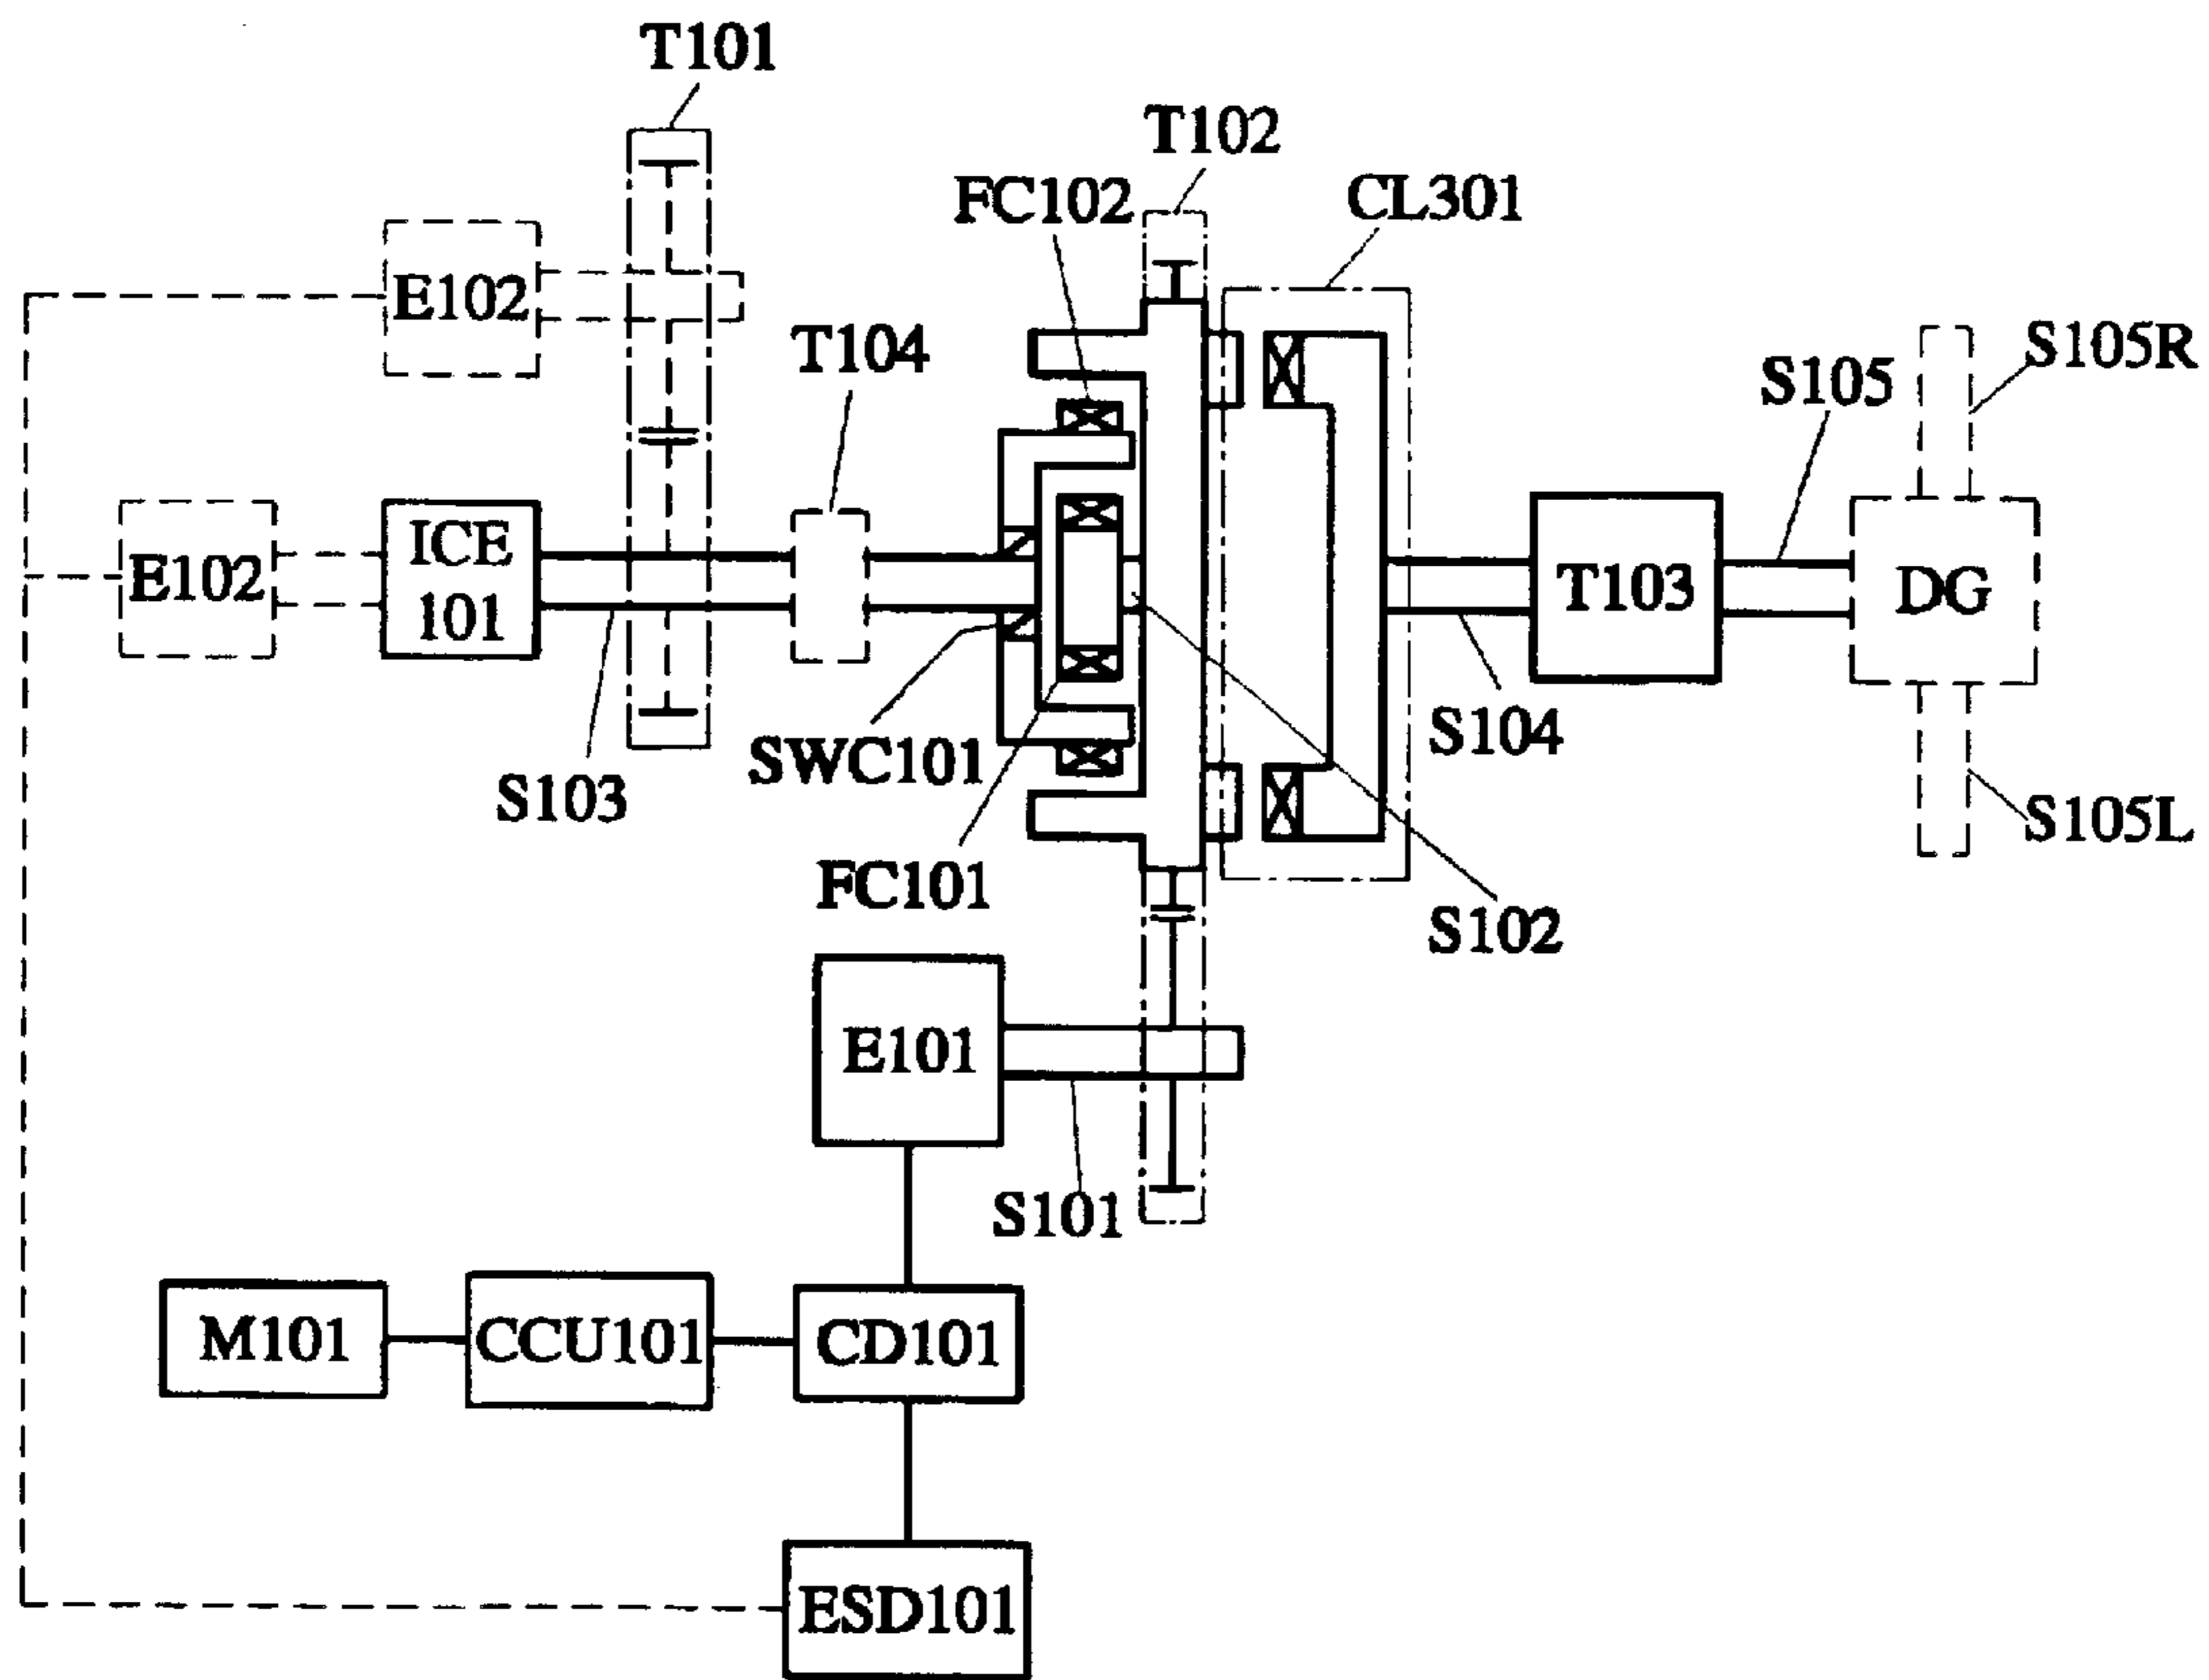 T101
T102
FC102
CL301
E102
T104
S105R
S105
E102
ICE
101
T103
DG
S104
SWC101
S103
S105L
FC101
S102
E101
S101
M101
CCU101
CD101
ESD101